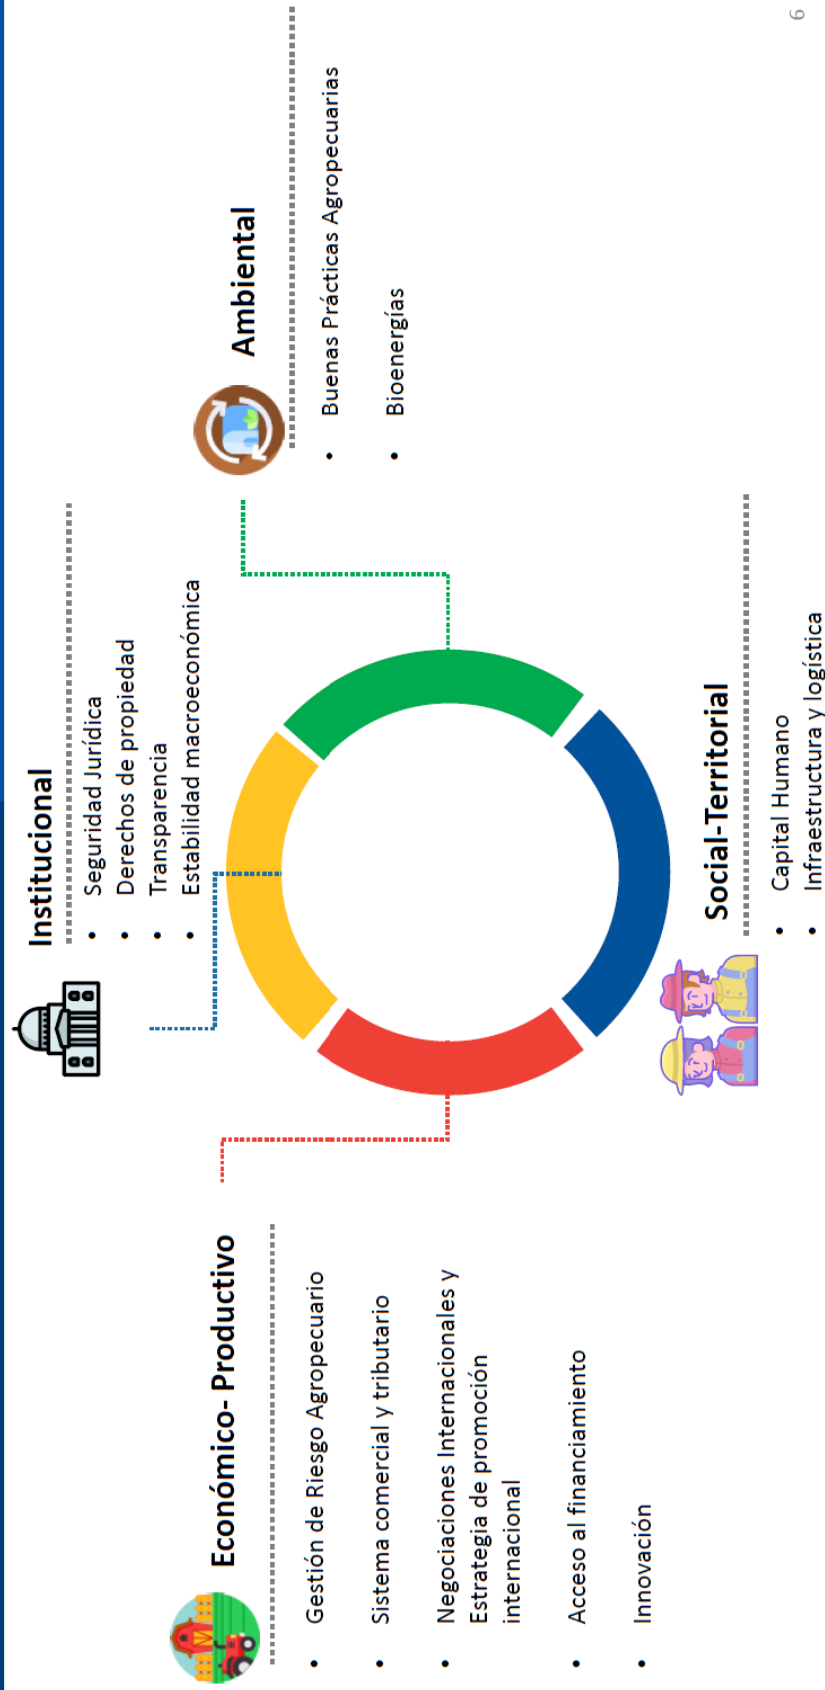 Institucional
• Seguridad Jurídica
• Derechos de propiedad
• Transparencia
• Estabilidad macroeconómica
Económico- Productivo
• Gestión de Riesgo Agropecuario
• Sistema comercial y tributario
• Negociaciones Internacionales y
Estrategia de promoción
internacional
• Acceso al financiamiento
• Innovación
Ambiental
• Buenas Prácticas Agropecuarias
• Bioenergías
Social-Territorial
• Capital Humano
• Infraestructura y logística
6